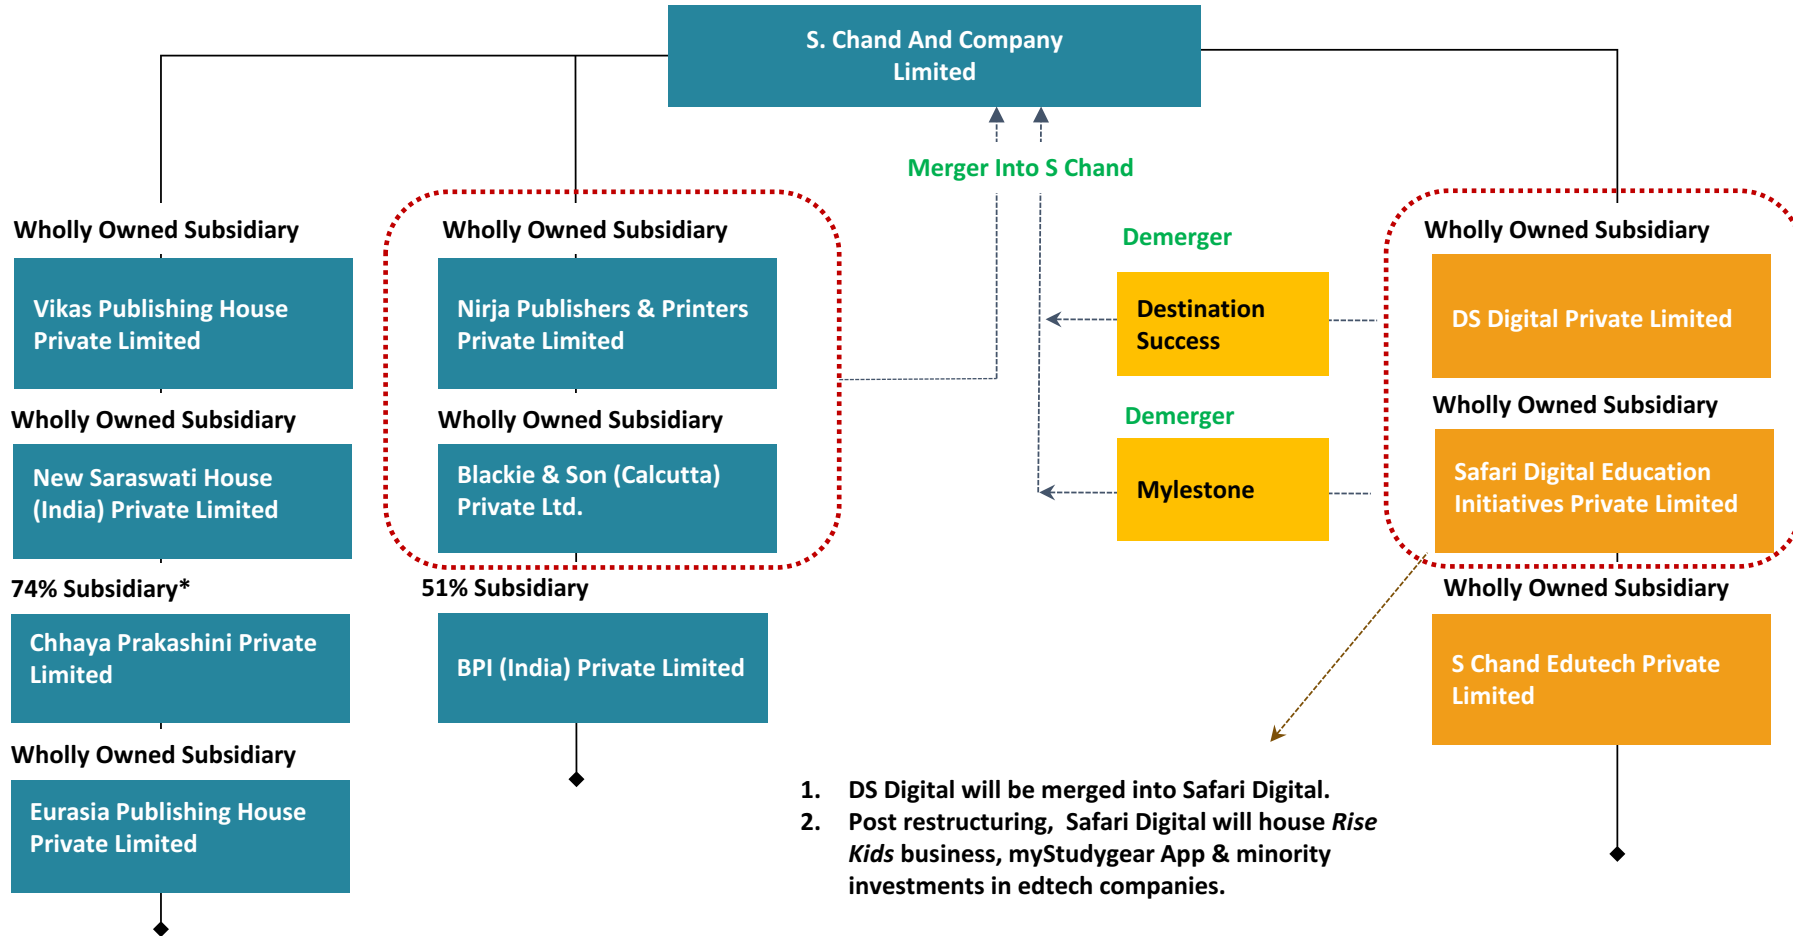 S. Chand And Company
Limited
Merger Into S Chand
Wholly Owned Subsidiary
Vikas Publishing House
Private Limited
Wholly Owned Subsidiary
New Saraswati House
(India) Private Limited
74% Subsidiary*
Chhaya Prakashini Private
Limited
Wholly Owned Subsidiary
Eurasia Publishing House
Private Limited
Wholly Owned Subsidiary
Nirja Publishers & Printers
Private Limited
Wholly Owned Subsidiary
Blackie & Son (Calcutta)
Private Ltd.
51% Subsidiary
BPI (India) Private Limited
Demerger
Destination
Success
Demerger
Mylestone
Wholly Owned Subsidiary
DS Digital Private Limited
Wholly Owned Subsidiary
Safari Digital Education
Initiatives Private Limited
Wholly Owned Subsidiary
S Chand Edutech Private
Limited
1. DS Digital will be merged into Safari Digital.
2. Post restructuring, Safari Digital will house Rise
Kids business, myStudygear App & minority
investments in edtech companies.